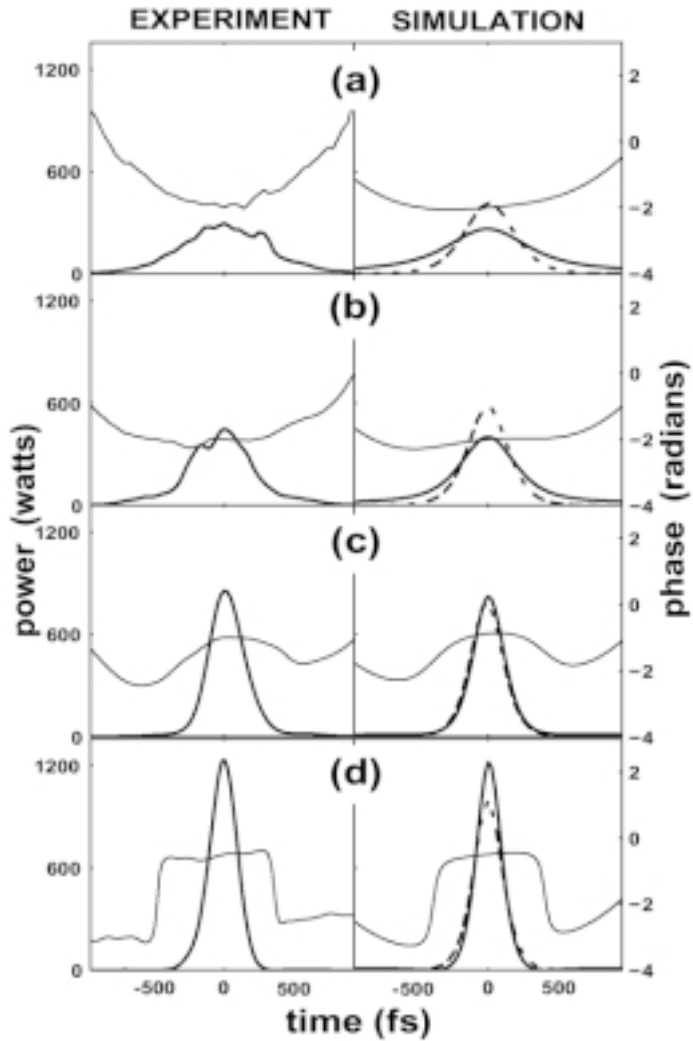 EXPERIMENT SIMULATION
(a)
1200 2
0
600
−2
0 −4
(b)
1200 2
0
600
−2
0 −4
(c)
1200 2
0
600
−2
0 −4
(d)
1200 2
0
600
−2
0 −4
-500 0 500 -500 0 500
time (fs)
power (watts)
phase (radians)